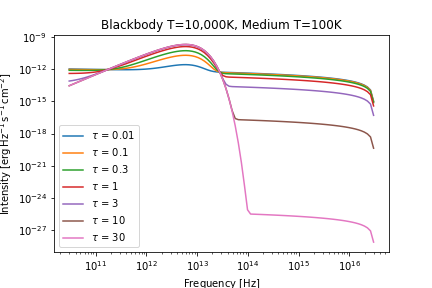 Blackbody T=10,000K, Medium T=100K
Intensity [erg Hz⁻¹ s⁻¹ cm⁻²]
10⁻⁹
10⁻¹²
10⁻¹⁵
10⁻¹⁸
10⁻²¹
10⁻²⁴
10⁻²⁷
τ = 0.01
τ = 0.1
τ = 0.3
τ = 1
τ = 3
τ = 10
τ = 30
10¹¹ 10¹² 10¹³ 10¹⁴ 10¹⁵ 10¹⁶
Frequency [Hz]